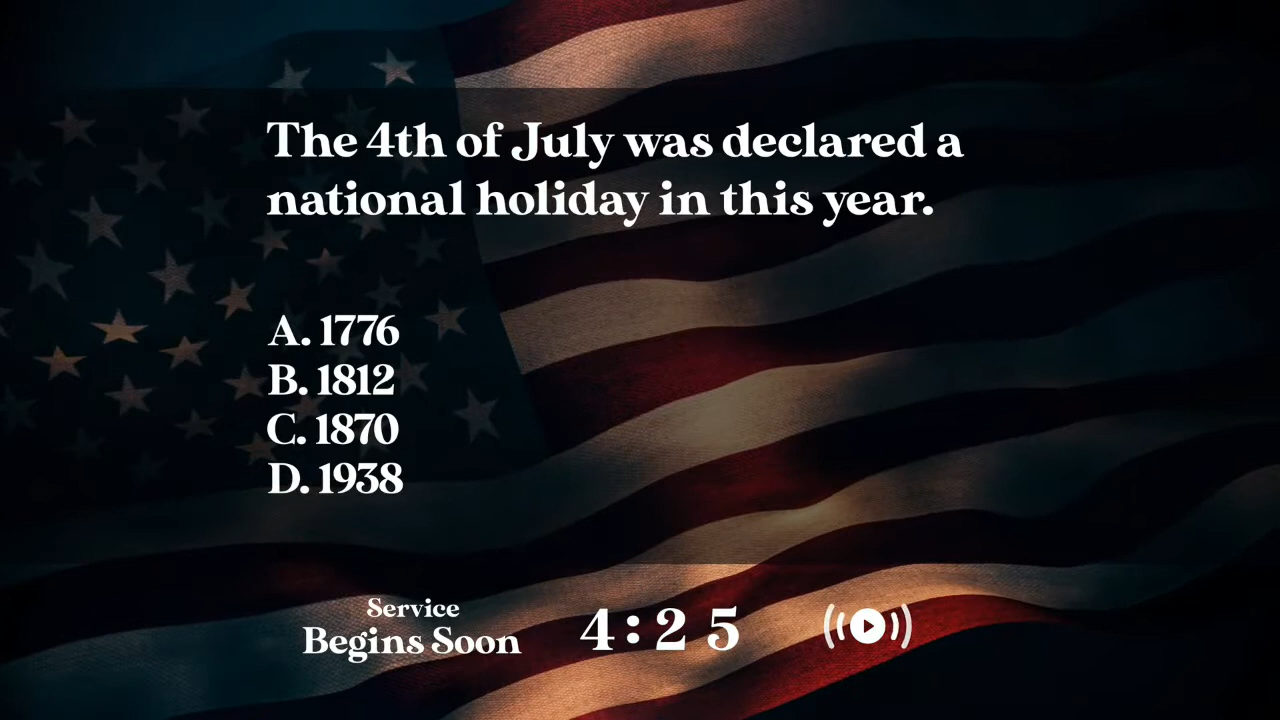 The 4th of July was declared a
national holiday in this year.
A. 1776
B. 1812
C. 1870
D. 1938
Service
Begins Soon
4:25